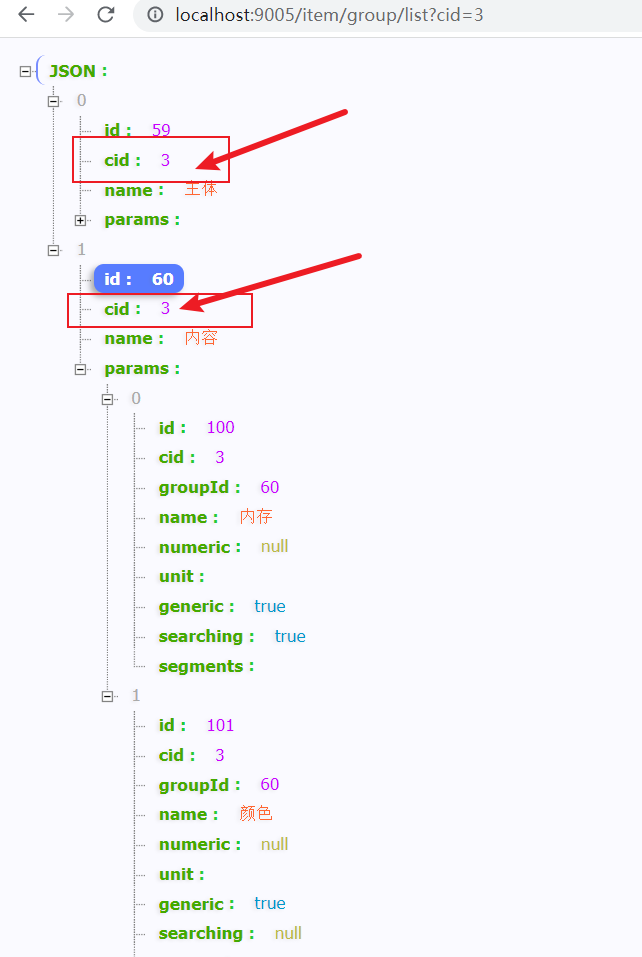 localhost:9005/item/group/list?cid=3
JSON :
0
id : 59
cid : 3
name : 主体
params :
1
id : 60
cid : 3
name : 内容
params :
0
id : 100
cid : 3
groupId : 60
name : 内存
numeric : null
unit :
generic : true
searching : true
segments :
1
id : 101
cid : 3
groupId : 60
name : 颜色
numeric : null
unit :
generic : true
searching : null